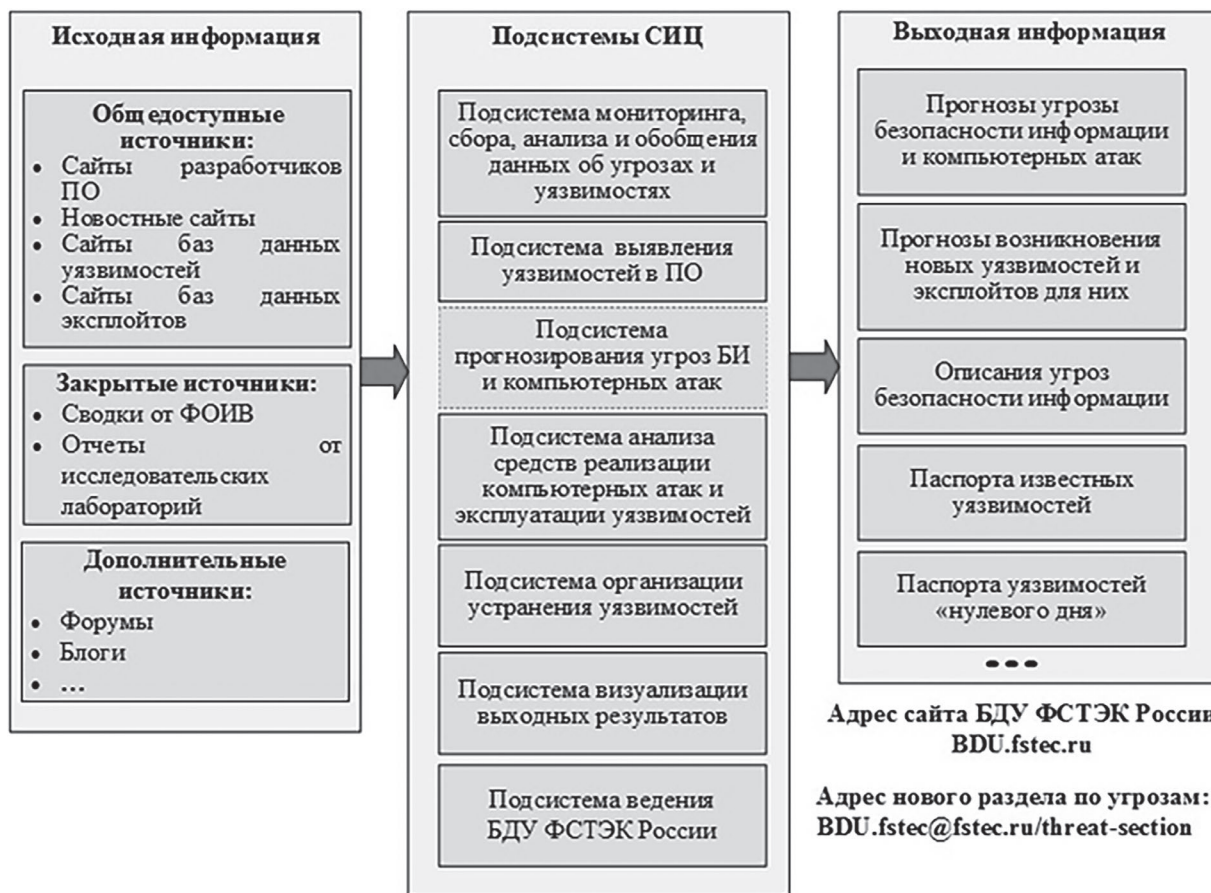 Исходная информация
Общедоступные
источники:
• Сайты разработчиков
ПО
• Новостные сайты
• Сайты баз данных
уязвимостей
• Сайты баз данных
эксплойтов
Закрытые источники:
• Сводки от ФОИВ
• Отчеты от
исследовательских
лабораторий
Дополнительные
источники:
• Форумы
• Блоги
• ...
Подсистемы СИЦ
Подсистема мониторинга,
сбора, анализа и обобщения
данных об угрозах и
уязвимостях
Подсистема выявления
уязвимостей в ПО
Подсистема
прогнозирования угроз БИ
и компьютерных атак
Подсистема анализа
средств реализации
компьютерных атак и
эксплуатации уязвимостей
Подсистема организации
устранения уязвимостей
Подсистема визуализации
выходных результатов
Подсистема ведения
БДУ ФСТЭК России
Выходная информация
Прогнозы угрозы
безопасности информации
и компьютерных атак
Прогнозы возникновения
новых уязвимостей и
эксплойтов для них
Описания угроз
безопасности информации
Паспорта известных
уязвимостей
Паспорта уязвимостей
«нулевого дня»
•••
Адрес сайта БДУ ФСТЭК России
BDU.fstec.ru
Адрес нового раздела по угрозам:
BDU.fstec@fstec.ru/threat-section